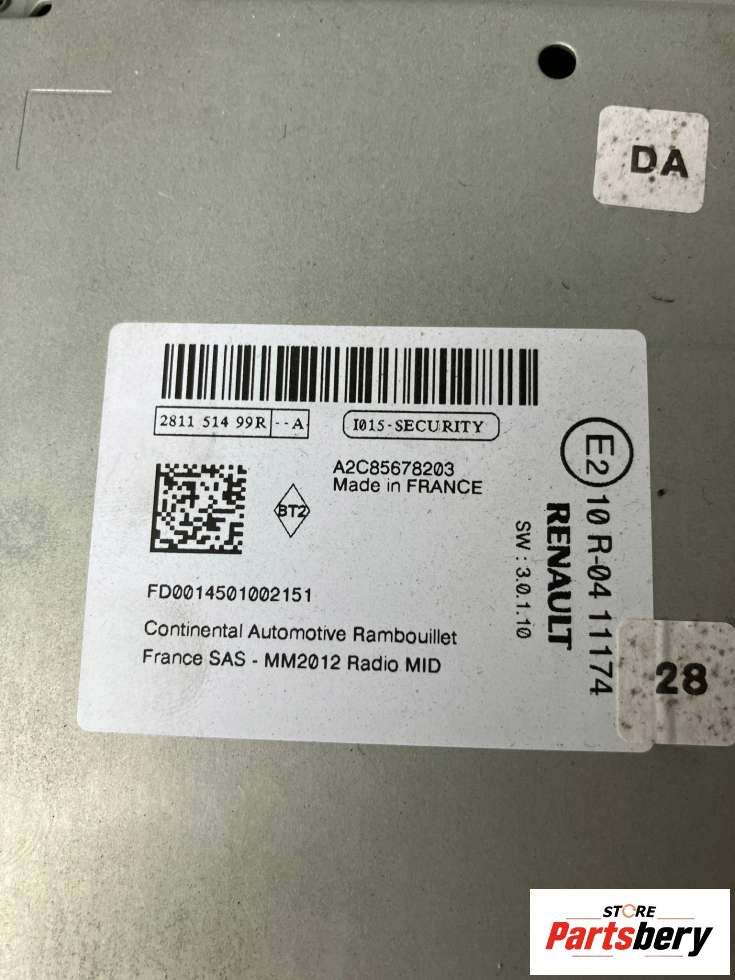 DA
2811 514 99R --A
I015-SECURITY
A2C85678203
Made in FRANCE
BT2
E2
10 R-04 11174
RENAULT
SW : 3.0.1.10
FD0014501002151
Continental Automotive Rambouillet
France SAS - MM2012 Radio MID
28
STORE
Partsbery